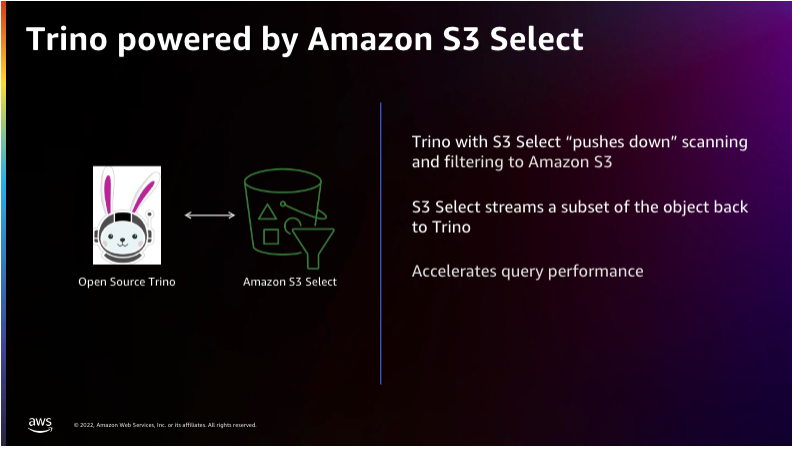 Trino powered by Amazon S3 Select
Trino with S3 Select “pushes down” scanning
and filtering to Amazon S3
S3 Select streams a subset of the object back
to Trino
Accelerates query performance
Open Source Trino
Amazon S3 Select
aws
© 2022, Amazon Web Services, Inc. or its affiliates. All rights reserved.